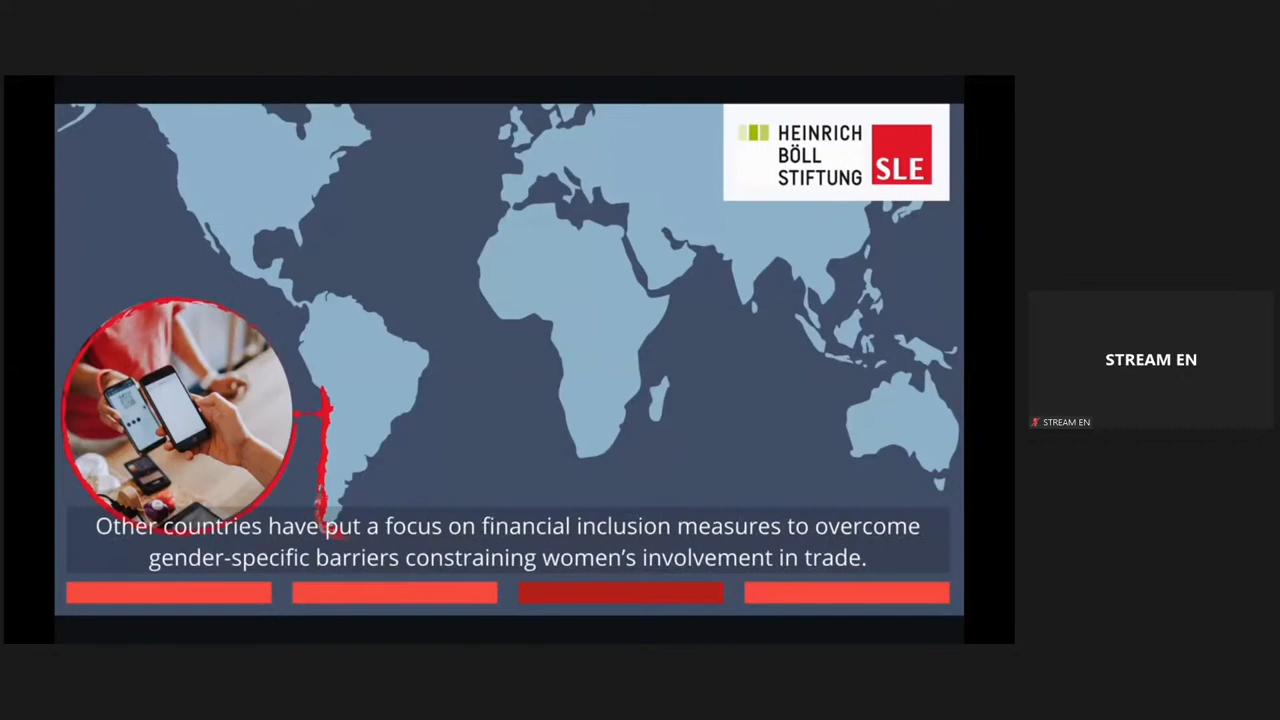 HEINRICH
BÖLL
STIFTUNG
SLE
STREAM EN
STREAM EN
Other countries have put a focus on financial inclusion measures to overcome
gender-specific barriers constraining women’s involvement in trade.